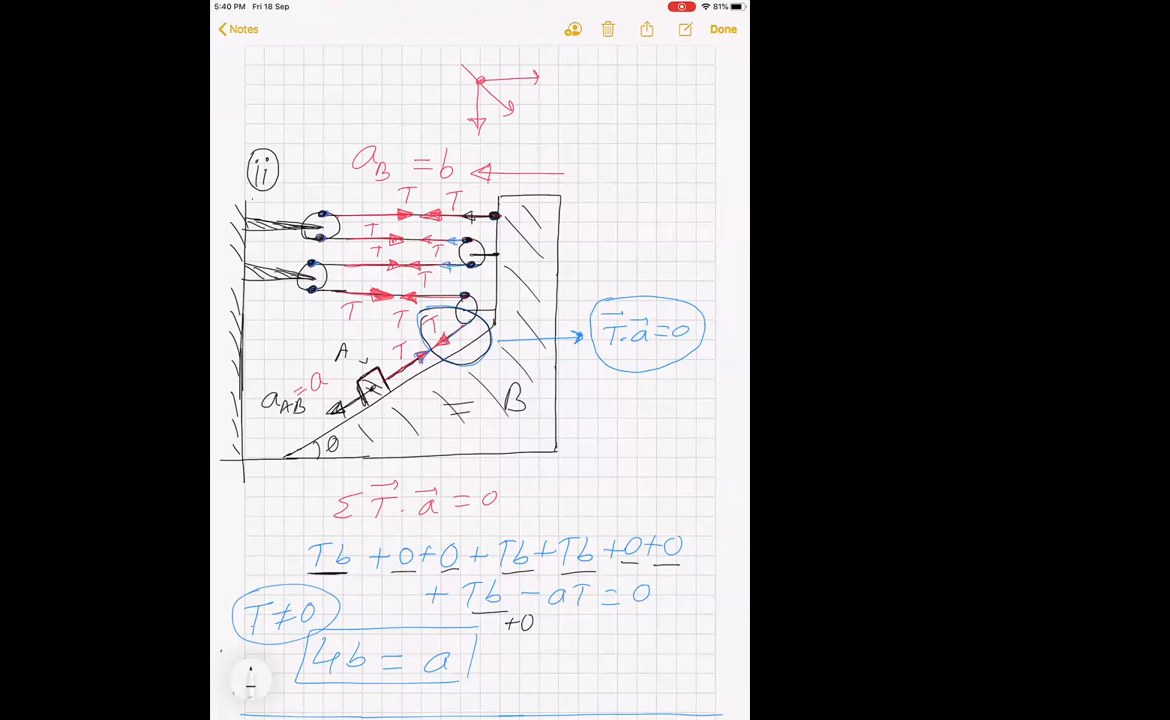 5:40 PM Fri 18 Sep
81%
Notes
Done
ii
a_B = b
T T
T
T T
T
T T
T
T
A
T⃗.a⃗=0
a_AB = a
B
θ
Σ T⃗. a⃗ = 0
Tb + 0 + 0 + Tb + Tb + 0 + 0
+ Tb - aT = 0
+0
T≠0
4b = a